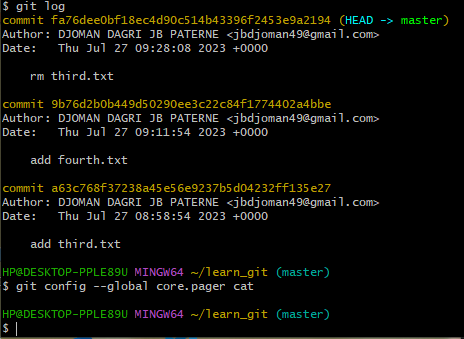 $ git log
commit fa76dee0bf18ec4d90c514b43396f2453e9a2194 (HEAD -> master)
Author: DJOMAN DAGRI JB PATERNE <jbdjoman49@gmail.com>
Date:   Thu Jul 27 09:28:08 2023 +0000
    rm third.txt
commit 9b76d2b0b449d50290ee3c22c84f1774402a4bbe
Author: DJOMAN DAGRI JB PATERNE <jbdjoman49@gmail.com>
Date:   Thu Jul 27 09:11:54 2023 +0000
    add fourth.txt
commit a63c768f37238a45e56e9237b5d04232ff135e27
Author: DJOMAN DAGRI JB PATERNE <jbdjoman49@gmail.com>
Date:   Thu Jul 27 08:58:54 2023 +0000
    add third.txt
HP@DESKTOP-PPLE89U MINGW64 ~/learn_git (master)
$ git config --global core.pager cat
HP@DESKTOP-PPLE89U MINGW64 ~/learn_git (master)
$